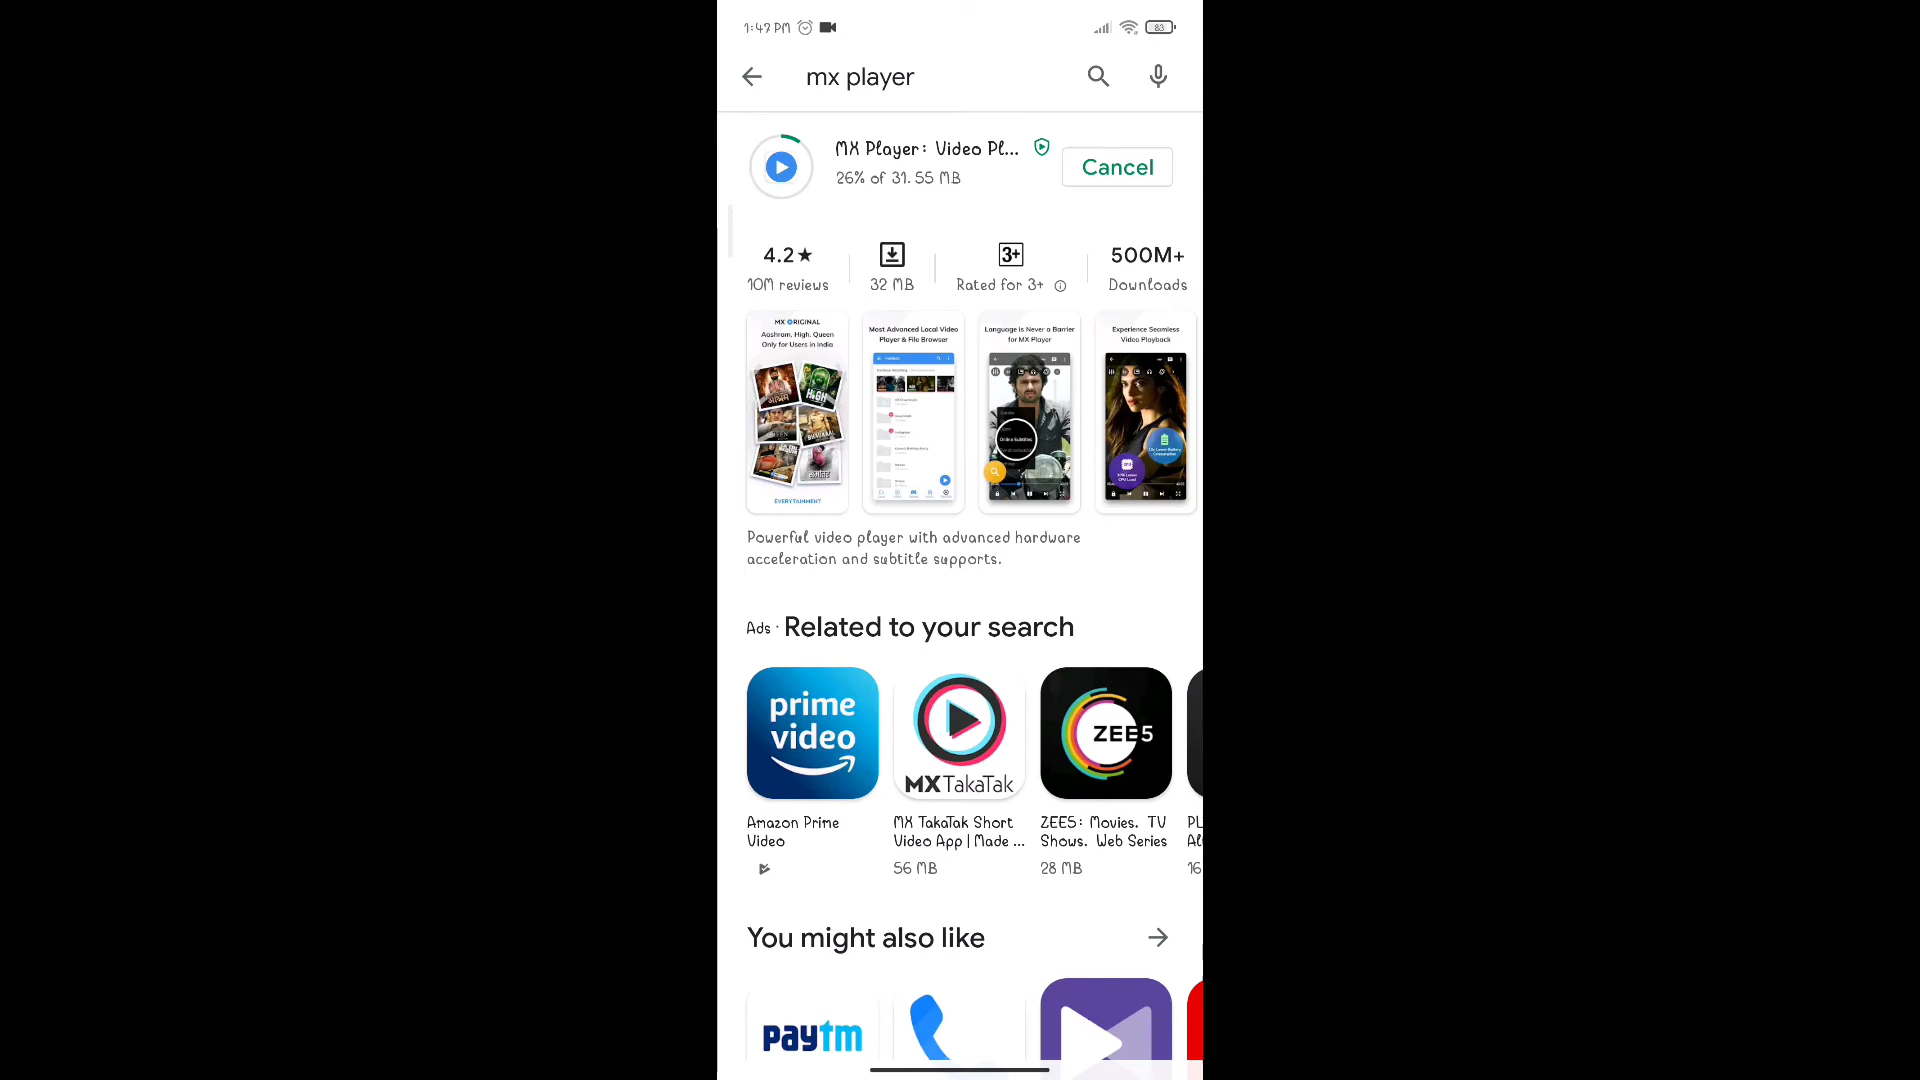 1:47 PM
83
mx player
MX Player: Video Pl...
26% of 31.55 MB
Cancel
4.2★
10M reviews
32 MB
3+
Rated for 3+
500M+
Downloads
MX ORIGINAL
Aashram, High, Queen
Only for Users in India
HIGH
EVERYTAINMENT
Most Advanced Local Video
Player & File Browser
Folders
Language is Never a Barrier
for MX Player
Online Subtitles
Experience Seamless
Video Playback
Powerful video player with advanced hardware
acceleration and subtitle supports.
Ads · Related to your search
prime
video
MXTakaTak
ZEE5
Amazon Prime
Video
MX TakaTak Short
Video App | Made ...
56 MB
ZEE5: Movies, TV
Shows, Web Series
28 MB
PL
Al
16
You might also like
paytm